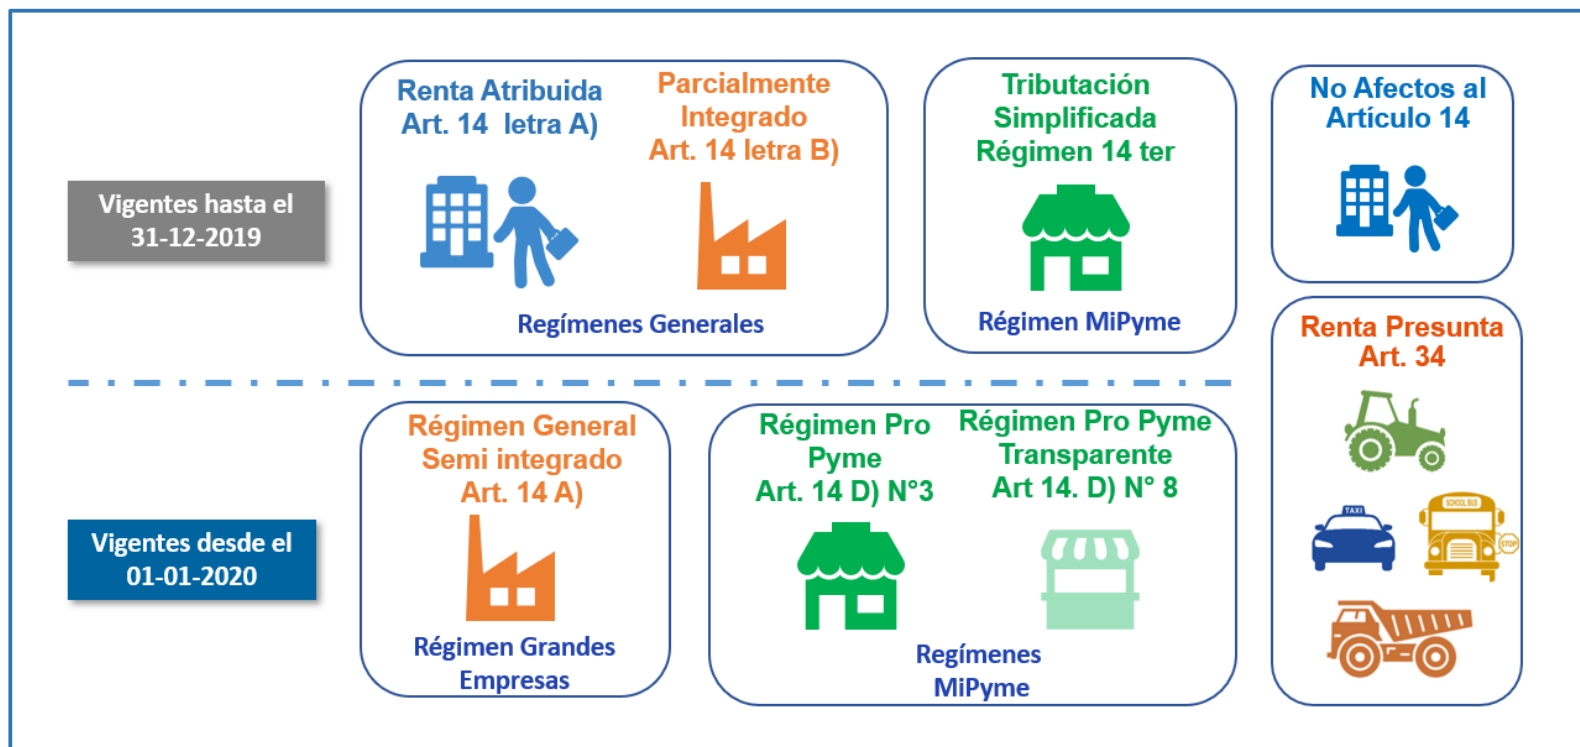 Vigentes hasta el
31-12-2019
Renta Atribuida
Art. 14 letra A)
Parcialmente
Integrado
Art. 14 letra B)
Regímenes Generales
Tributación
Simplificada
Régimen 14 ter
Régimen MiPyme
No Afectos al
Artículo 14
Renta Presunta
Art. 34
TAXI
SCHOOL BUS
STOP
Vigentes desde el
01-01-2020
Régimen General
Semi integrado
Art. 14 A)
Régimen Grandes
Empresas
Régimen Pro
Pyme
Art. 14 D) N°3
Régimen Pro Pyme
Transparente
Art 14. D) N° 8
Regímenes
MiPyme